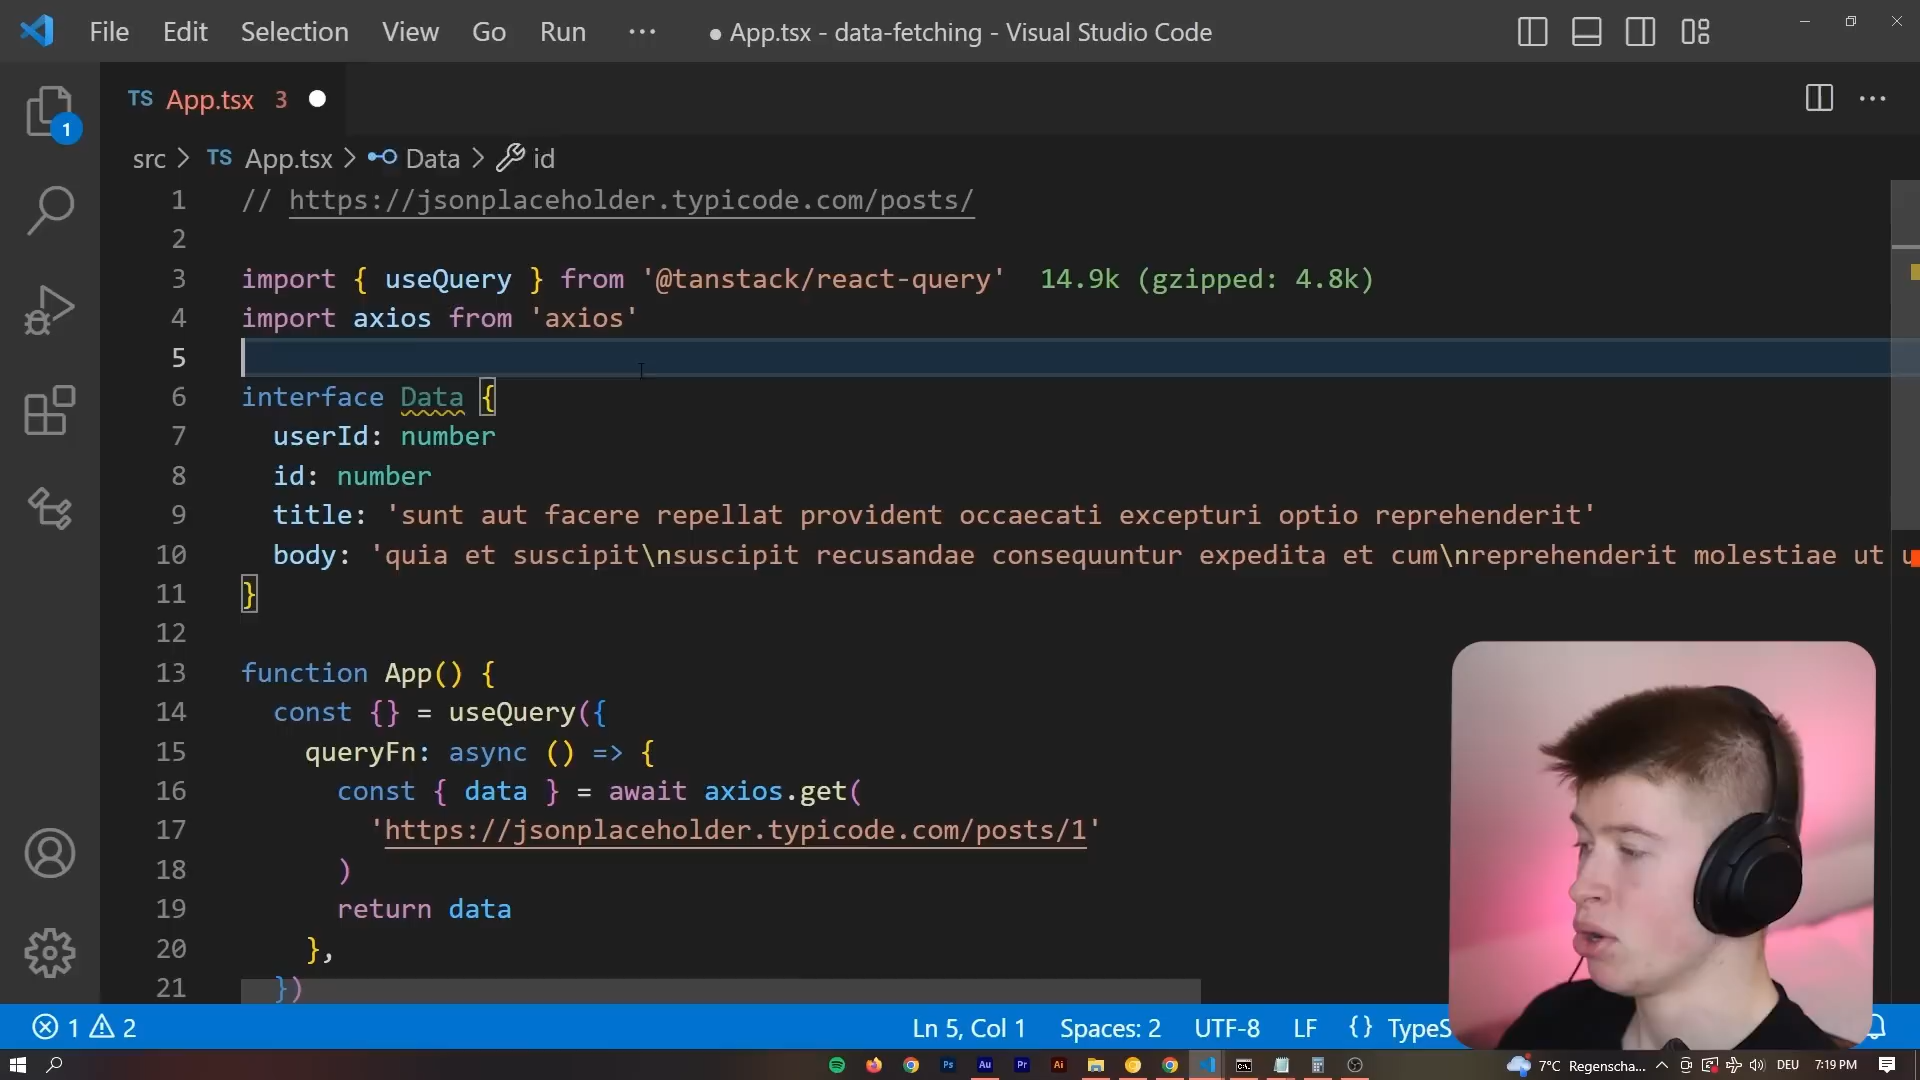 File Edit Selection View Go Run ··· ● App.tsx - data-fetching - Visual Studio Code
1
TS App.tsx 3 ●
src > TS App.tsx > Data > id
1 // https://jsonplaceholder.typicode.com/posts/
2
3 import { useQuery } from '@tanstack/react-query' 14.9k (gzipped: 4.8k)
4 import axios from 'axios'
5
6 interface Data {
7 userId: number
8 id: number
9 title: 'sunt aut facere repellat provident occaecati excepturi optio reprehenderit'
10 body: 'quia et suscipit\nsuscipit recusandae consequuntur expedita et cum\nreprehenderit molestiae ut u
11 }
12
13 function App() {
14 const {} = useQuery({
15 queryFn: async () => {
16 const { data } = await axios.get(
17 'https://jsonplaceholder.typicode.com/posts/1'
18 )
19 return data
20 },
21 })
1 2 Ln 5, Col 1 Spaces: 2 UTF-8 LF {} TypeS
Ps Au Pr Ai 7°C Regenscha... DEU 7:19 PM